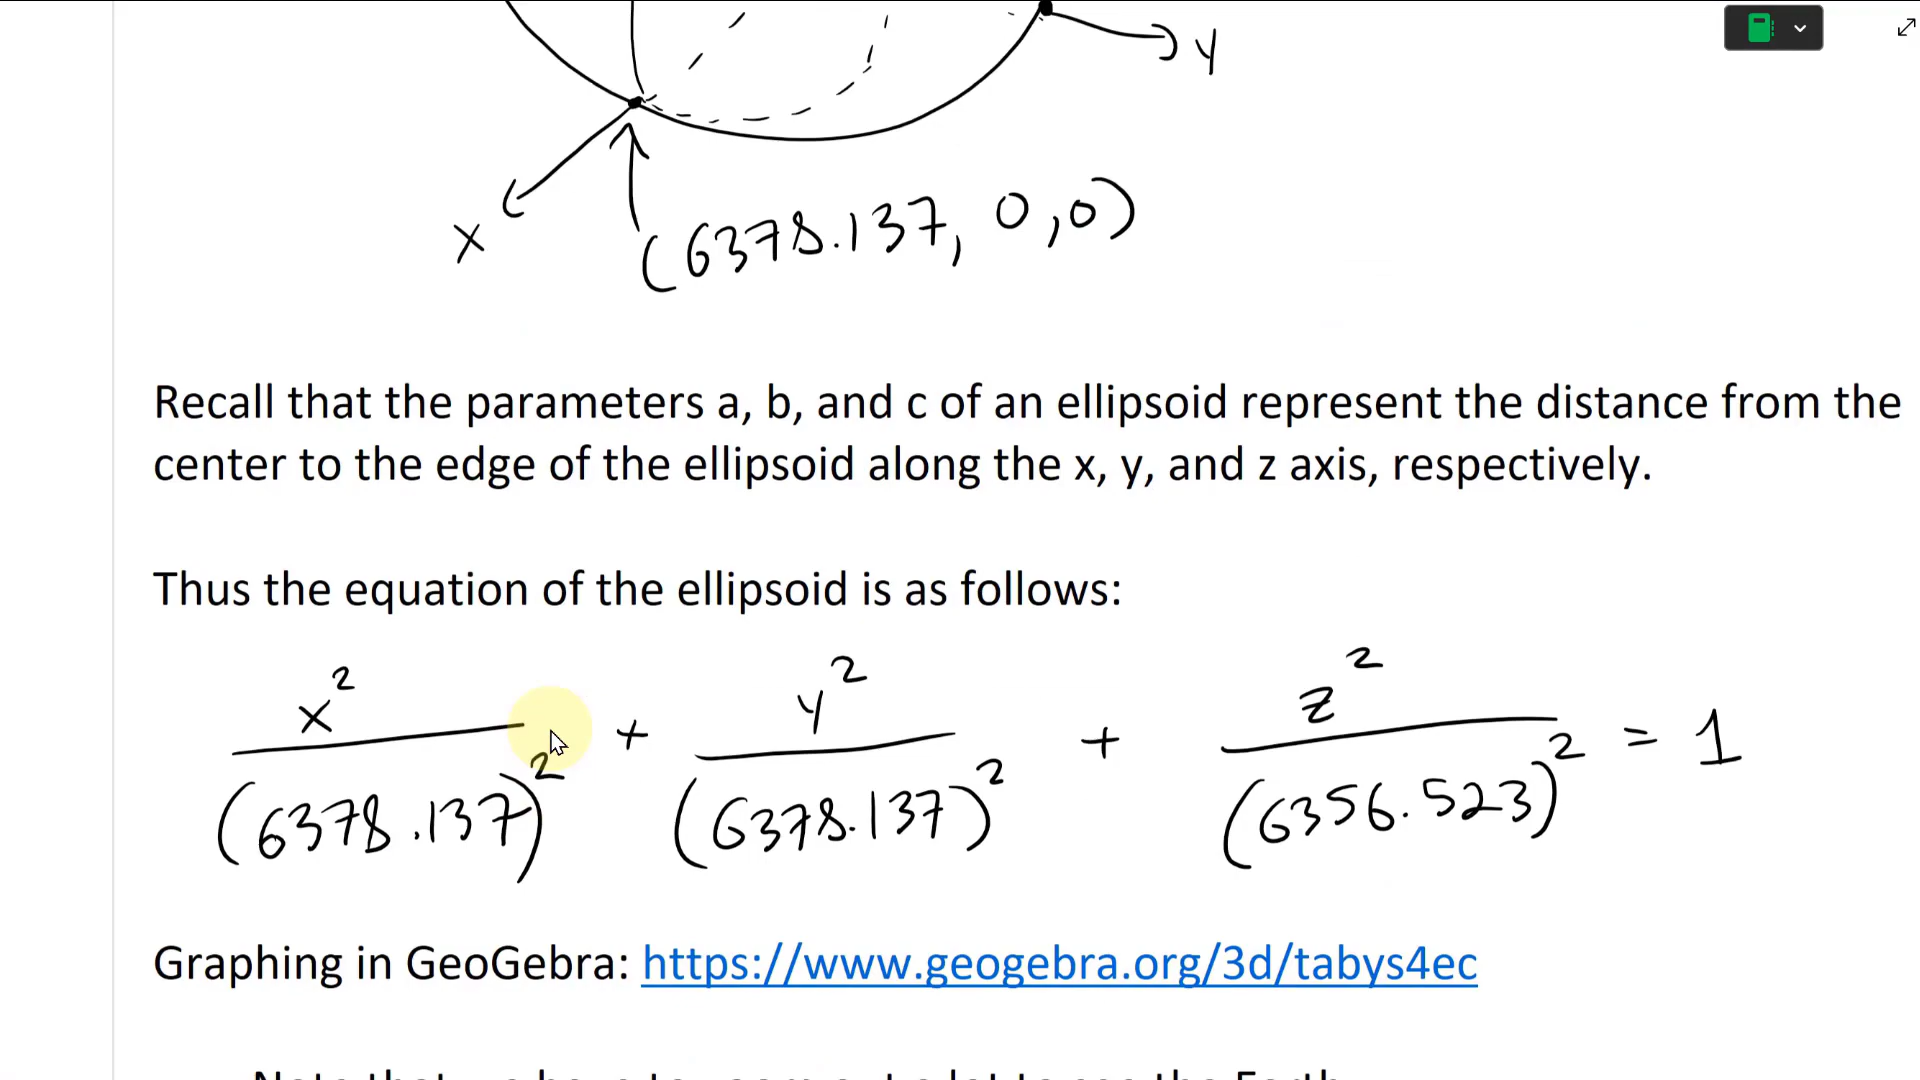 y
x
(6378.137, 0,0)
Recall that the parameters a, b, and c of an ellipsoid represent the distance from the
center to the edge of the ellipsoid along the x, y, and z axis, respectively.
Thus the equation of the ellipsoid is as follows:
x² / (6378.137)² + y² / (6378.137)² + z² / (6356.523)² = 1
Graphing in GeoGebra: https://www.geogebra.org/3d/tabys4ec